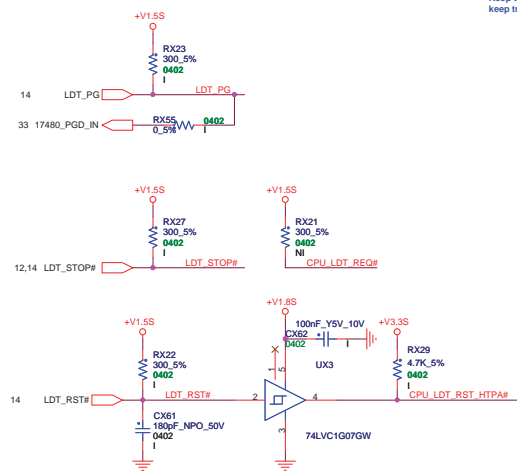 keep tr
+V1.5S
RX23
300_5%
0402
I
14 LDT_PG
LDT_PG
33 17480_PGD_IN
RX55
0_5%
0402
I
+V1.5S
RX27
300_5%
0402
I
12,14 LDT_STOP#
LDT_STOP#
+V1.5S
RX21
300_5%
0402
NI
CPU_LDT_REQ#
+V1.5S
RX22
300_5%
0402
I
14 LDT_RST#
LDT_RST#
CX61
180pF_NPO_50V
0402
I
+V1.8S
100nF_Y5V_10V
CX62
0402
I
UX3
1
5
2
4
3
74LVC1G07GW
+V3.3S
RX29
4.7K_5%
0402
I
CPU_LDT_RST_HTPA#